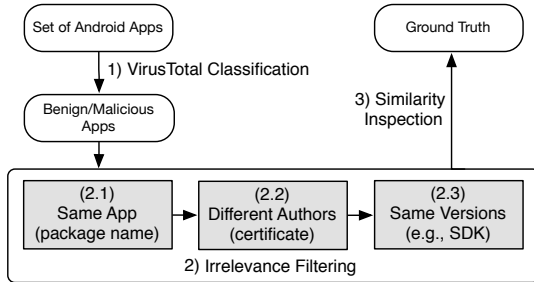 Set of Android Apps
Ground Truth
1) VirusTotal Classification
3) Similarity
Inspection
Benign/Malicious
Apps
(2.1)
Same App
(package name)
(2.2)
Different Authors
(certificate)
(2.3)
Same Versions
(e.g., SDK)
2) Irrelevance Filtering